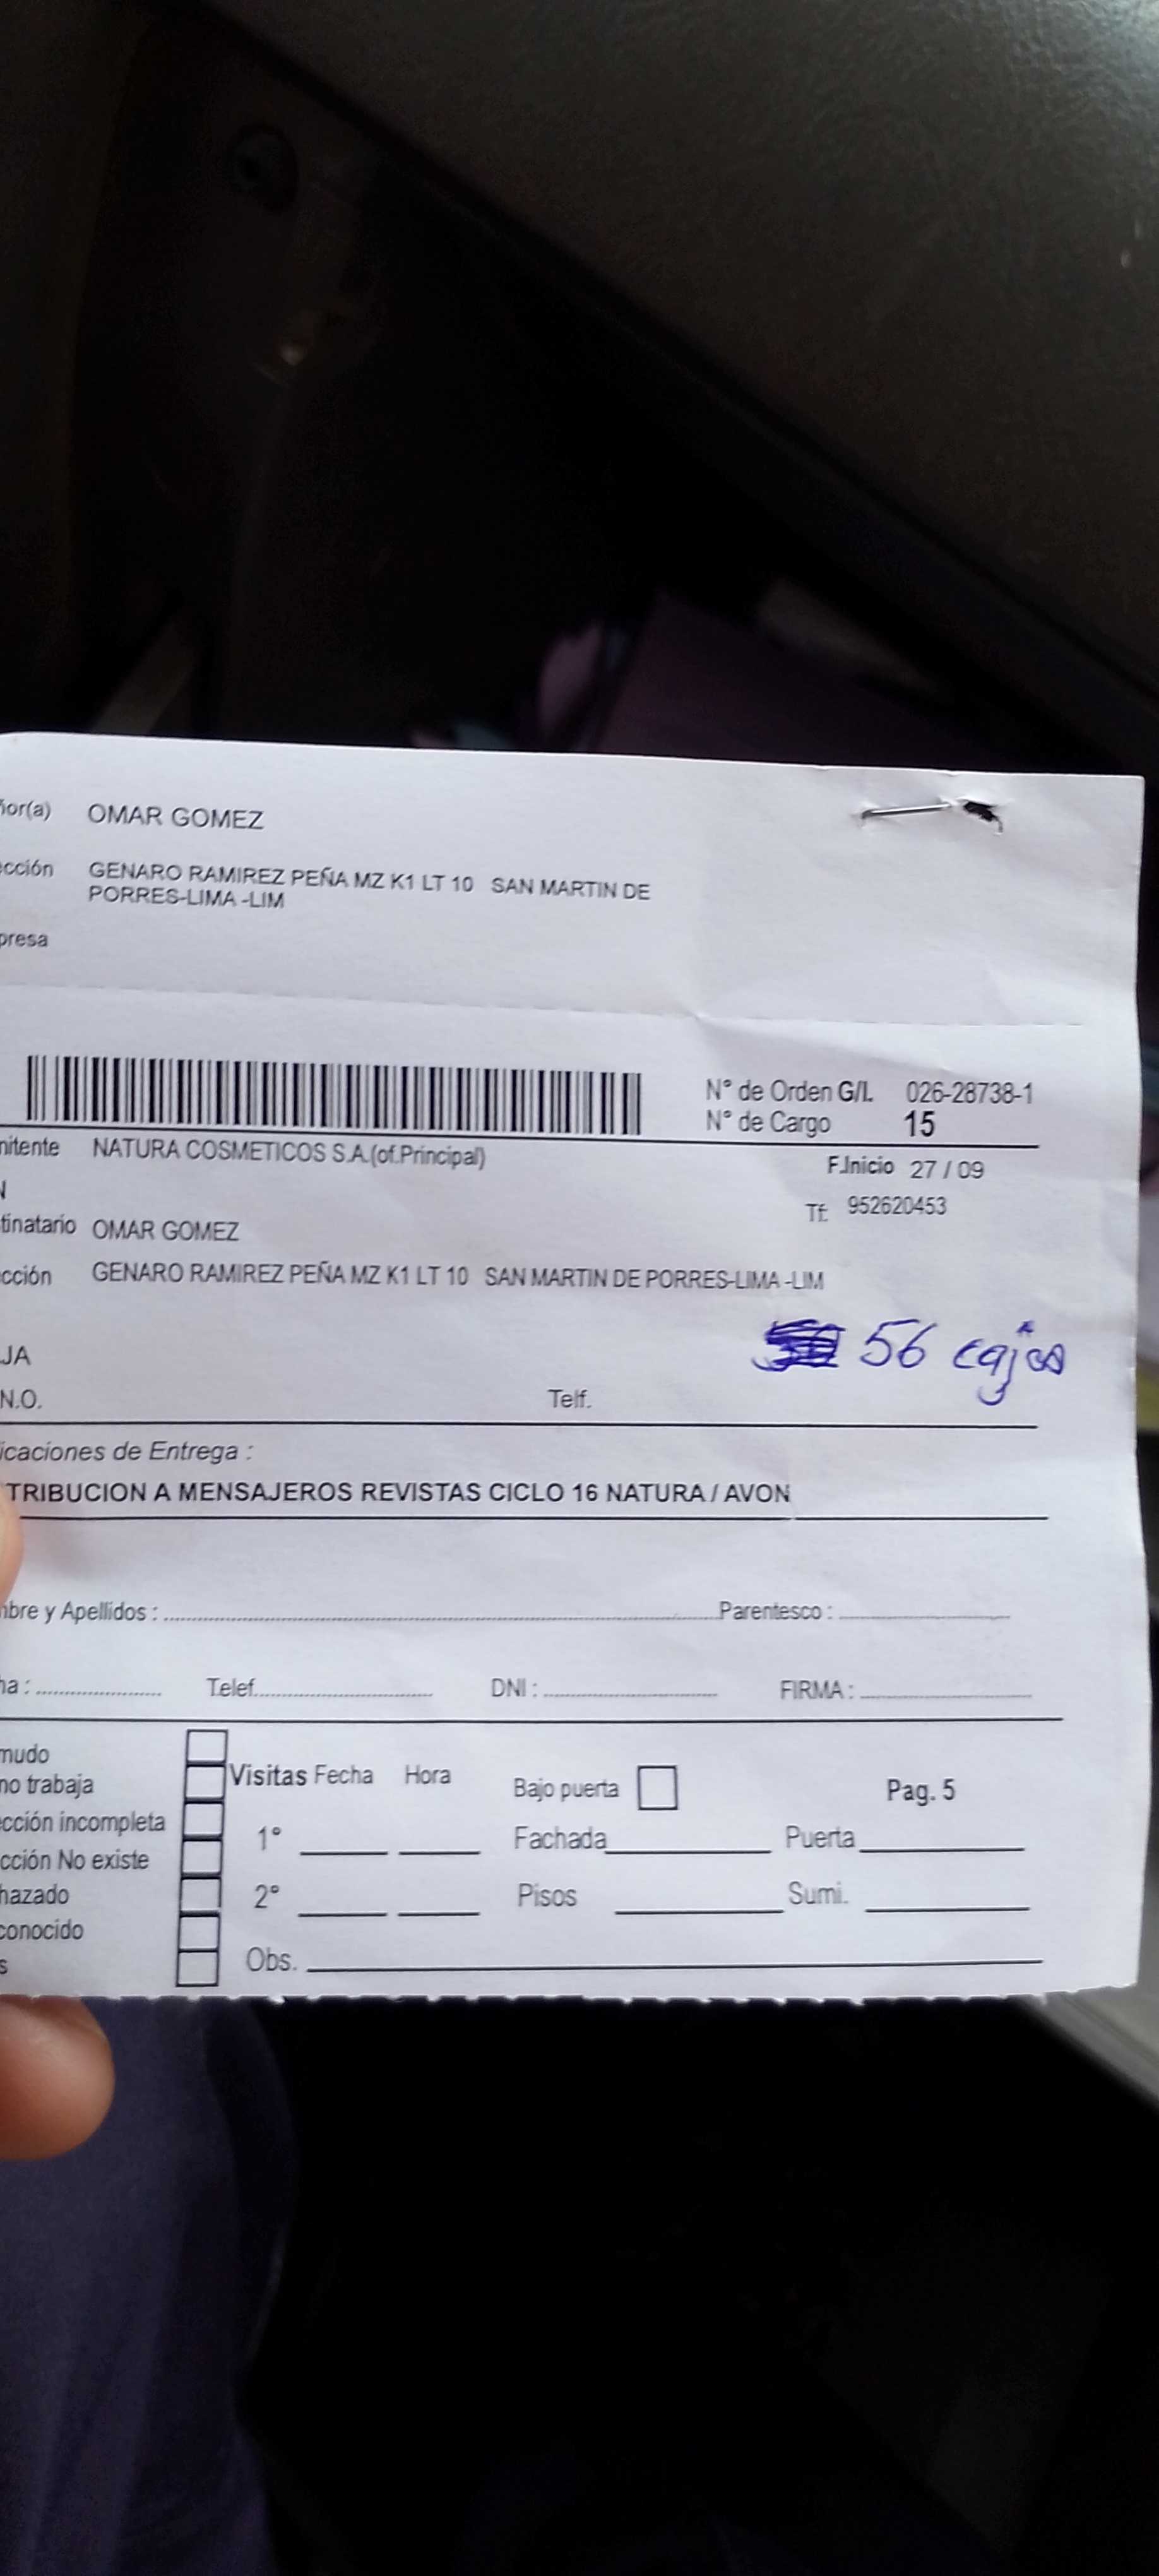 ñor(a) OMAR GOMEZ
cción GENARO RAMIREZ PEÑA MZ K1 LT 10 SAN MARTIN DE
PORRES-LIMA -LIM
presa
N° de Orden G/I. 026-28738-1
N° de Cargo 15
nitente NATURA COSMETICOS S.A.(of.Principal)
F.Inicio 27 / 09
Tf: 952620453
tinatario OMAR GOMEZ
cción GENARO RAMIREZ PEÑA MZ K1 LT 10 SAN MARTIN DE PORRES-LIMA -LIM
56 cajas
JA
N.O. Telf.
icaciones de Entrega :
TRIBUCION A MENSAJEROS REVISTAS CICLO 16 NATURA / AVON
nbre y Apellidos : Parentesco :
ha : Telef. DNI : FIRMA :
mudo
no trabaja Visitas Fecha Hora Bajo puerta Pag. 5
cción incompleta 1° Fachada Puerta
cción No existe
hazado 2° Pisos Sumi.
conocido
s Obs.